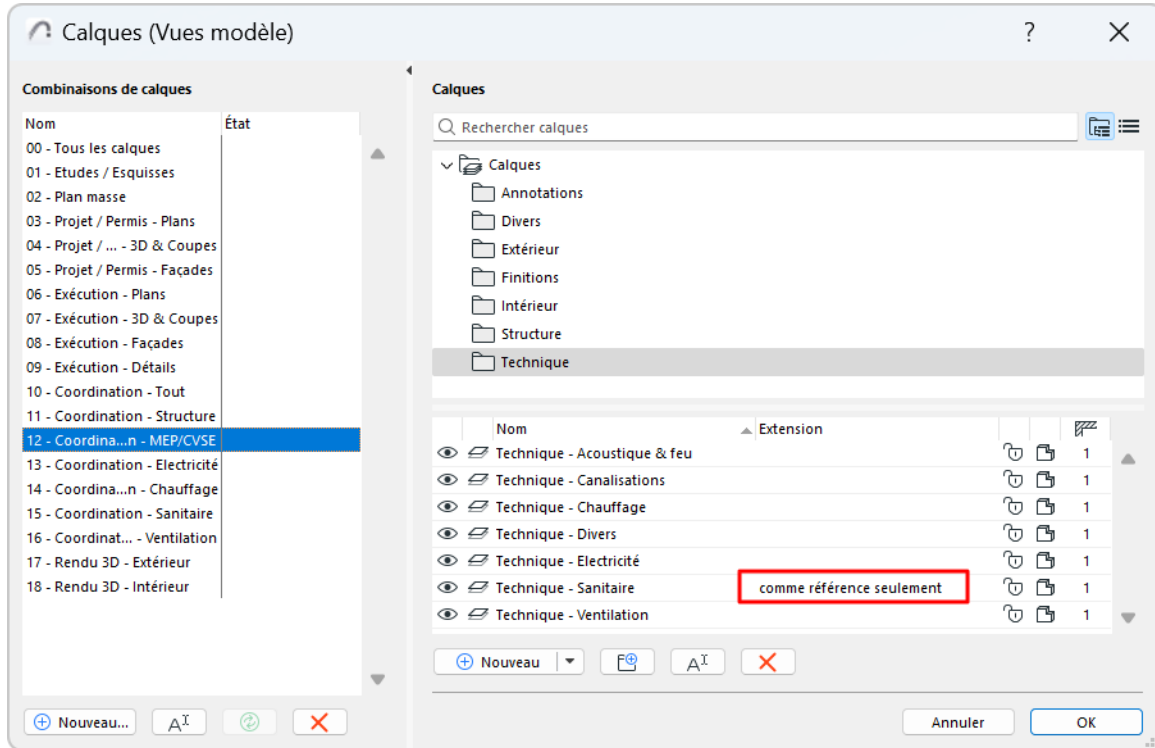 Calques (Vues modèle)
?
Combinaisons de calques
Nom État
00 - Tous les calques
01 - Etudes / Esquisses
02 - Plan masse
03 - Projet / Permis - Plans
04 - Projet / ... - 3D & Coupes
05 - Projet / Permis - Façades
06 - Exécution - Plans
07 - Exécution - 3D & Coupes
08 - Exécution - Façades
09 - Exécution - Détails
10 - Coordination - Tout
11 - Coordination - Structure
12 - Coordina...n - MEP/CVSE
13 - Coordination - Electricité
14 - Coordina...n - Chauffage
15 - Coordination - Sanitaire
16 - Coordinat... - Ventilation
17 - Rendu 3D - Extérieur
18 - Rendu 3D - Intérieur
Nouveau...
Calques
Rechercher calques
Calques
Annotations
Divers
Extérieur
Finitions
Intérieur
Structure
Technique
Nom Extension
Technique - Acoustique & feu 1
Technique - Canalisations 1
Technique - Chauffage 1
Technique - Divers 1
Technique - Electricité 1
Technique - Sanitaire comme référence seulement 1
Technique - Ventilation 1
Nouveau
Annuler OK